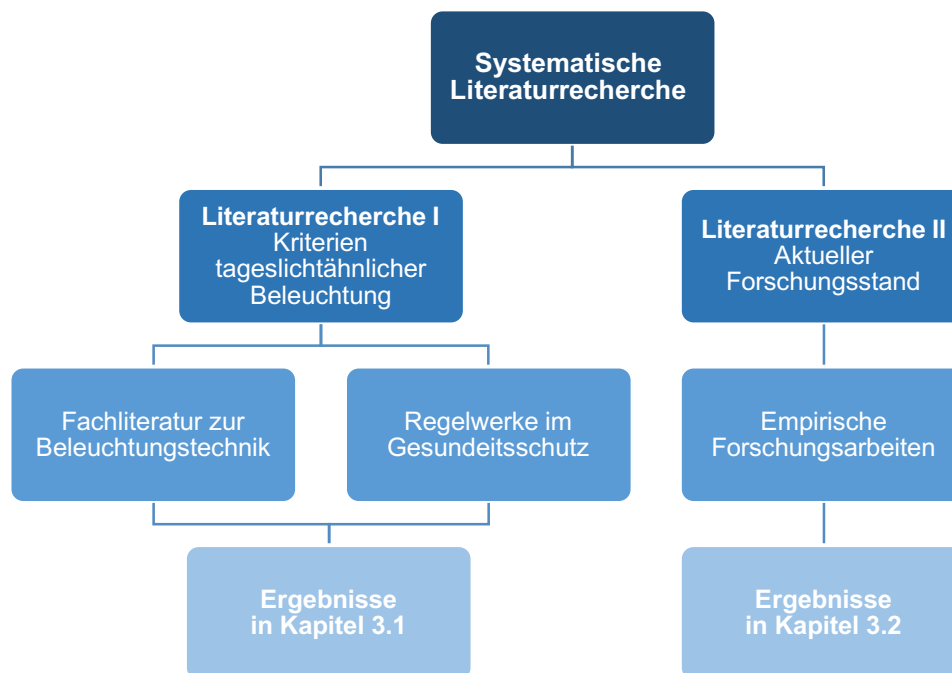 Systematische
Literaturrecherche
Literaturrecherche I
Kriterien
tageslichtähnlicher
Beleuchtung
Literaturrecherche II
Aktueller
Forschungsstand
Fachliteratur zur
Beleuchtungstechnik
Regelwerke im
Gesundeitsschutz
Empirische
Forschungsarbeiten
Ergebnisse
in Kapitel 3.1
Ergebnisse
in Kapitel 3.2